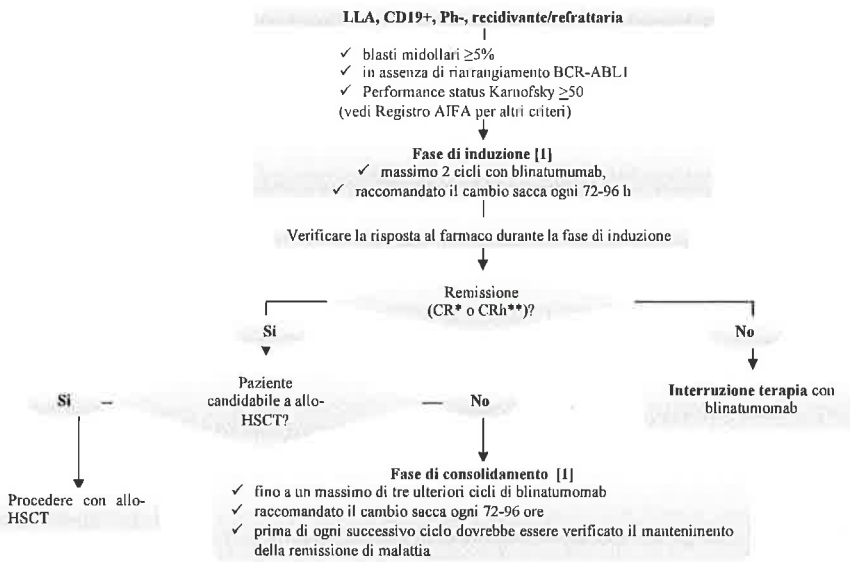 LLA, CD19+, Ph-, recidivante/refrattaria
✓ blasti midollari ≥5%
✓ in assenza di riarrangiamento BCR-ABL1
✓ Performance status Karnofsky ≥50
(vedi Registro AIFA per altri criteri)
Fase di induzione [1]
✓ massimo 2 cicli con blinatumumab,
✓ raccomandato il cambio sacca ogni 72-96 h
Verificare la risposta al farmaco durante la fase di induzione
Remissione
(CR* o CRh**)?
Si
No
Paziente
candidabile a allo-
HSCT?
Si
No
Interruzione terapia con
blinatumomab
Procedere con allo-
HSCT
Fase di consolidamento [1]
✓ fino a un massimo di tre ulteriori cicli di blinatumomab
✓ raccomandato il cambio sacca ogni 72-96 ore
✓ prima di ogni successivo ciclo dovrebbe essere verificato il mantenimento
della remissione di malattia